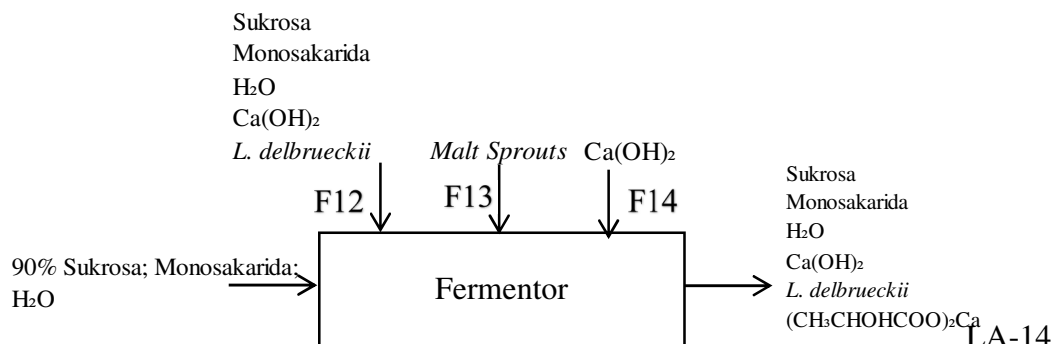 Sukrosa
Monosakarida
H₂O
Ca(OH)₂
L. delbrueckii
Malt Sprouts
Ca(OH)₂
F12
F13
F14
90% Sukrosa; Monosakarida;
H₂O
Fermentor
Sukrosa
Monosakarida
H₂O
Ca(OH)₂
L. delbrueckii
(CH₃CHOHCOO)₂Ca
LA-14